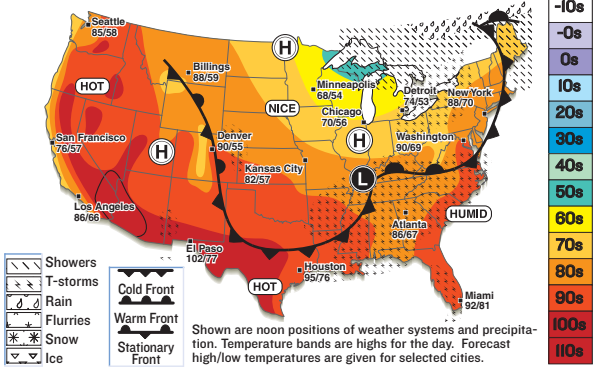 Seattle
85/58
Billings
88/59
Minneapolis
68/54
Detroit
74/53
New York
88/70
Chicago
70/56
San Francisco
76/57
Denver
90/55
Kansas City
82/57
Washington
90/69
Los Angeles
86/66
El Paso
102/77
Houston
95/76
Atlanta
86/67
Miami
92/81
HOT
NICE
HUMID
HOT
H
H
H
L
Showers
T-storms
Rain
Flurries
Snow
Ice
Cold Front
Warm Front
Stationary
Front
Shown are noon positions of weather systems and precipita-
tion. Temperature bands are highs for the day. Forecast
high/low temperatures are given for selected cities.
-10s
-0s
0s
10s
20s
30s
40s
50s
60s
70s
80s
90s
100s
110s